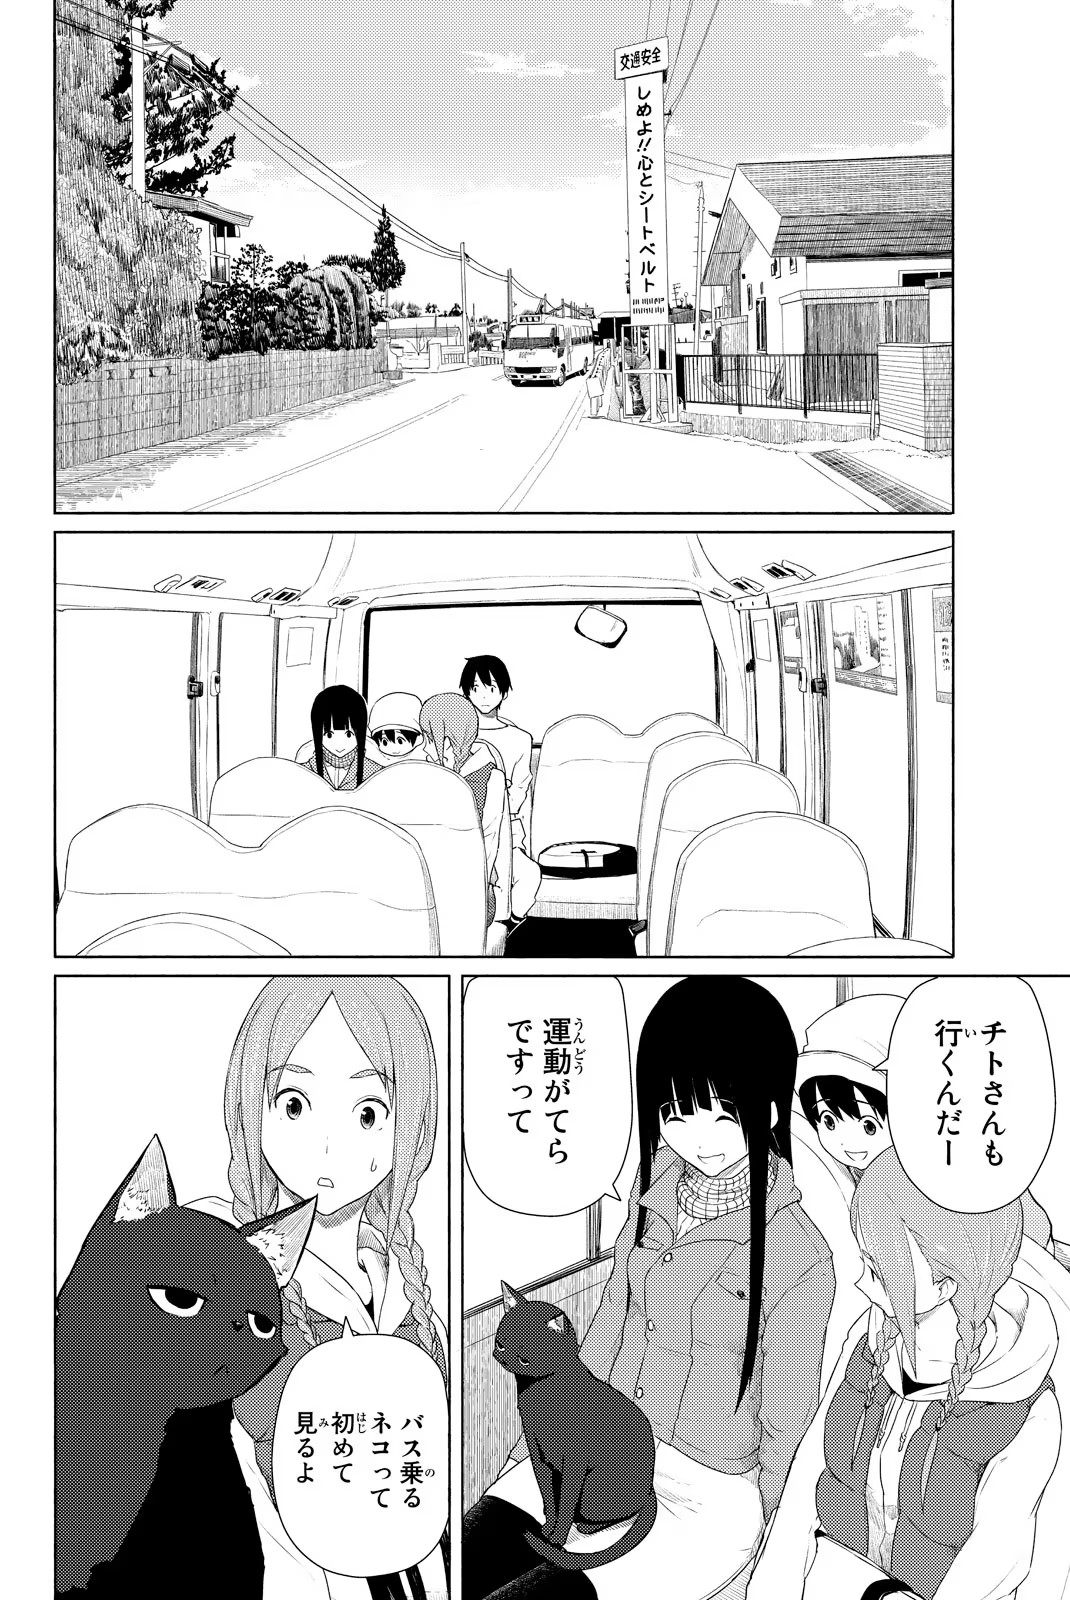 交通安全
しめよ!!心とシートベルト
チトさんも
行くんだー
運動がてら
ですって
バス乗る
ネコって
初めて
見るよ